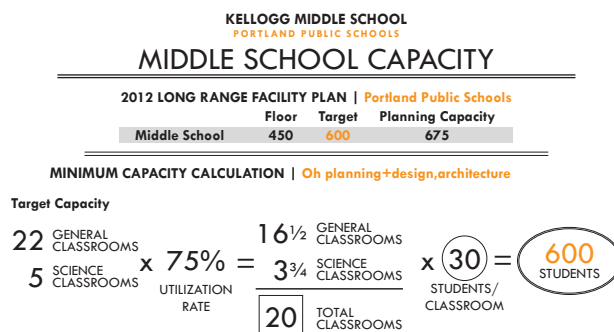 KELLOGG MIDDLE SCHOOL
PORTLAND PUBLIC SCHOOLS
MIDDLE SCHOOL CAPACITY
2012 LONG RANGE FACILITY PLAN | Portland Public Schools
Floor Target Planning Capacity
Middle School 450 600 675
MINIMUM CAPACITY CALCULATION | Oh planning+design,architecture
Target Capacity
22 GENERAL CLASSROOMS
5 SCIENCE CLASSROOMS
x 75% =
UTILIZATION RATE
16½ GENERAL CLASSROOMS
3¾ SCIENCE CLASSROOMS
20 TOTAL CLASSROOMS
x 30 =
STUDENTS/
CLASSROOM
600
STUDENTS